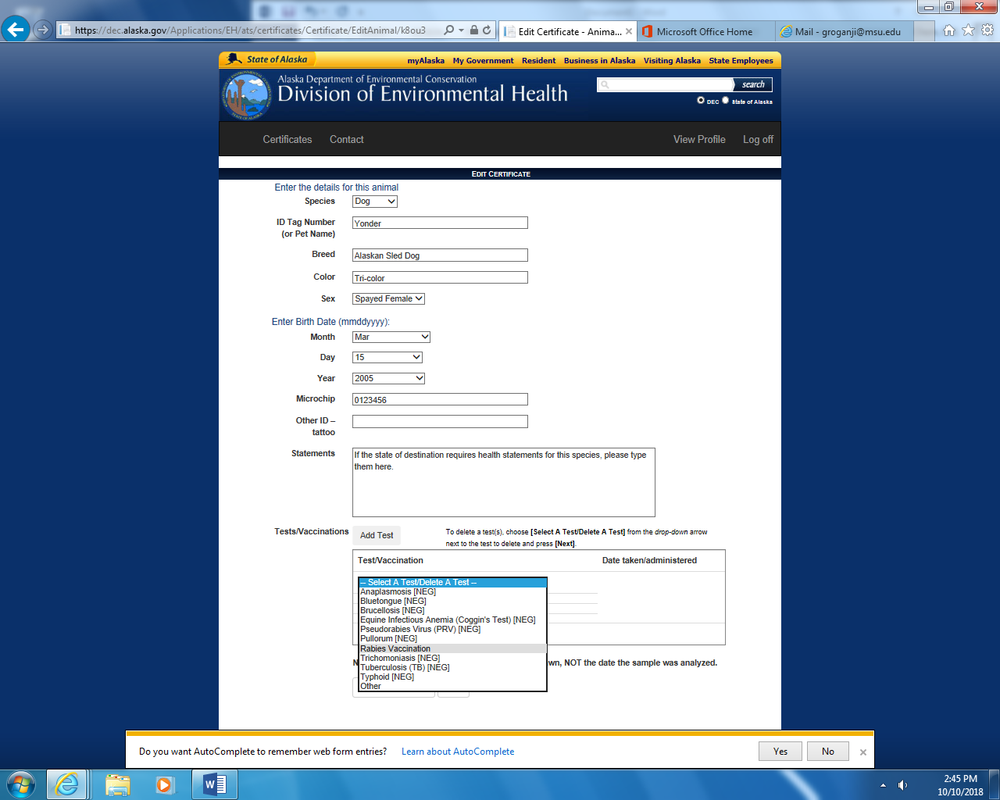 https://dec.alaska.gov/Applications/EH/ats/certificates/Certificate/EditAnimal/k8ou3
Edit Certificate - Anima...
Microsoft Office Home
Mail - groganji@msu.edu
State of Alaska
myAlaska My Government Resident Business in Alaska Visiting Alaska State Employees
Alaska Department of Environmental Conservation
Division of Environmental Health
search
DEC State of Alaska
Certificates Contact View Profile Log off
EDIT CERTIFICATE
Enter the details for this animal
Species Dog
ID Tag Number
(or Pet Name)
Yonder
Breed Alaskan Sled Dog
Color Tri-color
Sex Spayed Female
Enter Birth Date (mmddyyyy):
Month Mar
Day 15
Year 2005
Microchip 0123456
Other ID –
tattoo
Statements
If the state of destination requires health statements for this species, please type
them here.
Tests/Vaccinations Add Test
To delete a test(s), choose [Select A Test/Delete A Test] from the drop-down arrow
next to the test to delete and press [Next].
Test/Vaccination Date taken/administered
-- Select A Test/Delete A Test --
Anaplasmosis [NEG]
Bluetongue [NEG]
Brucellosis [NEG]
Equine Infectious Anemia (Coggin's Test) [NEG]
Pseudorabies Virus (PRV) [NEG]
Pullorum [NEG]
Rabies Vaccination
Trichomoniasis [NEG]
Tuberculosis (TB) [NEG]
Typhoid [NEG]
Other
wn, NOT the date the sample was analyzed.
Do you want AutoComplete to remember web form entries? Learn about AutoComplete Yes No
2:45 PM
10/10/2018